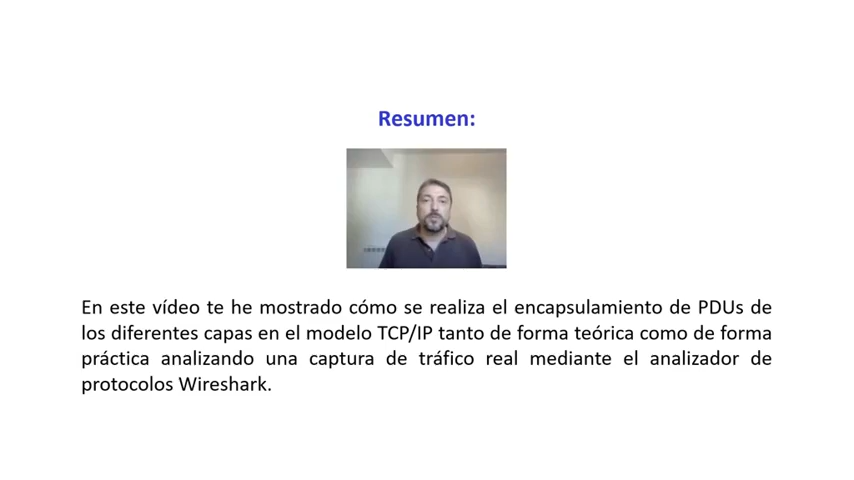 Resumen:
En este vídeo te he mostrado cómo se realiza el encapsulamiento de PDUs de
los diferentes capas en el modelo TCP/IP tanto de forma teórica como de forma
práctica analizando una captura de tráfico real mediante el analizador de
protocolos Wireshark.